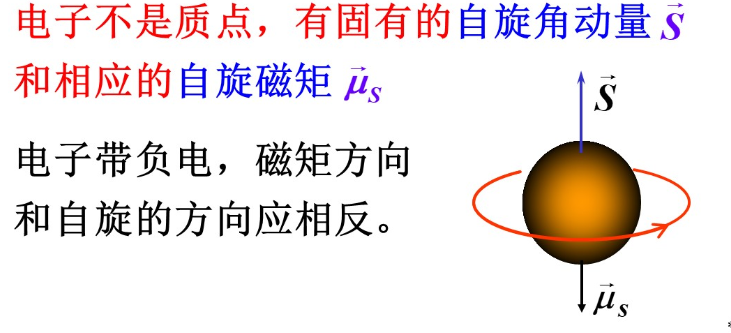 电子不是质点，有固有的自旋角动量 S⃗
和相应的自旋磁矩 μ⃗ₛ
电子带负电，磁矩方向
和自旋的方向应相反。
S⃗
μ⃗ₛ
*